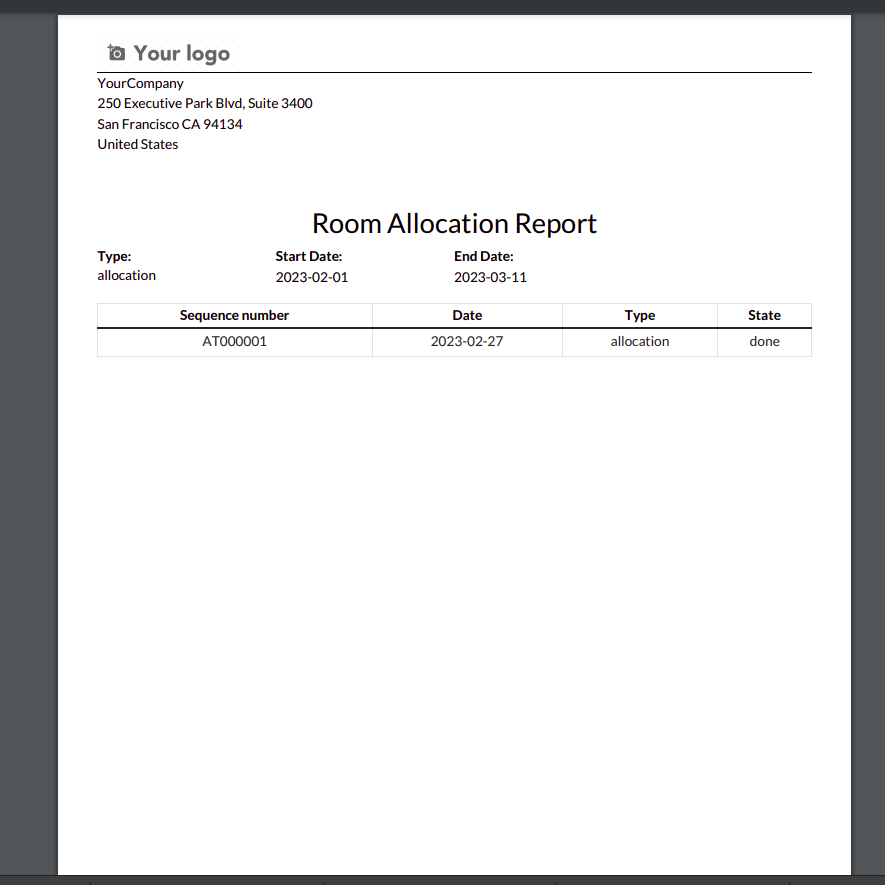 Your logo
YourCompany
250 Executive Park Blvd, Suite 3400
San Francisco CA 94134
United States
Room Allocation Report
Type: Start Date: End Date:
allocation 2023-02-01 2023-03-11
Sequence number Date Type State
AT000001 2023-02-27 allocation done